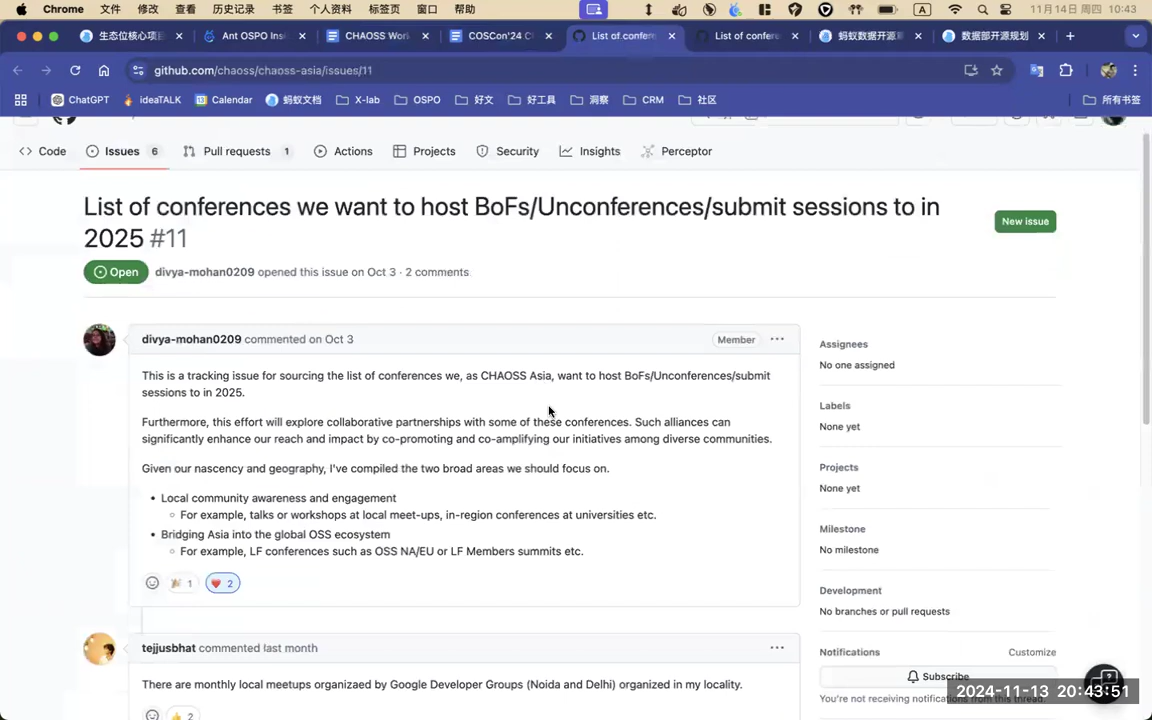 Chrome 文件 修改 查看 历史记录 书签 个人资料 标签页 窗口 帮助 A 11月14日 周四 10:43
生态位核心项 Ant OSPO Ins CHAOSS Wor COSCon'24 C List of confere List of confere 蚂蚁数据开源 数据部开源规划
github.com/chaoss/chaoss-asia/issues/11
ChatGPT ideaTALK Calendar 蚂蚁文档 X-lab OSPO 好文 好工具 洞察 CRM 社区 所有书签
Code Issues 6 Pull requests 1 Actions Projects Security Insights Perceptor
List of conferences we want to host BoFs/Unconferences/submit sessions to in
2025 #11
New issue
Open divya-mohan0209 opened this issue on Oct 3 · 2 comments
divya-mohan0209 commented on Oct 3 Member
This is a tracking issue for sourcing the list of conferences we, as CHAOSS Asia, want to host BoFs/Unconferences/submit
sessions to in 2025.
Furthermore, this effort will explore collaborative partnerships with some of these conferences. Such alliances can
significantly enhance our reach and impact by co-promoting and co-amplifying our initiatives among diverse communities.
Given our nascency and geography, I've compiled the two broad areas we should focus on.
• Local community awareness and engagement
◦ For example, talks or workshops at local meet-ups, in-region conferences at universities etc.
• Bridging Asia into the global OSS ecosystem
◦ For example, LF conferences such as OSS NA/EU or LF Members summits etc.
1 2
tejjusbhat commented last month
There are monthly local meetups organizaed by Google Developer Groups (Noida and Delhi) organized in my locality.
2
Assignees
No one assigned
Labels
None yet
Projects
None yet
Milestone
No milestone
Development
No branches or pull requests
Notifications Customize
Subscribe
You're not receiving notifications from this thread.
2024-11-13 20:43:51